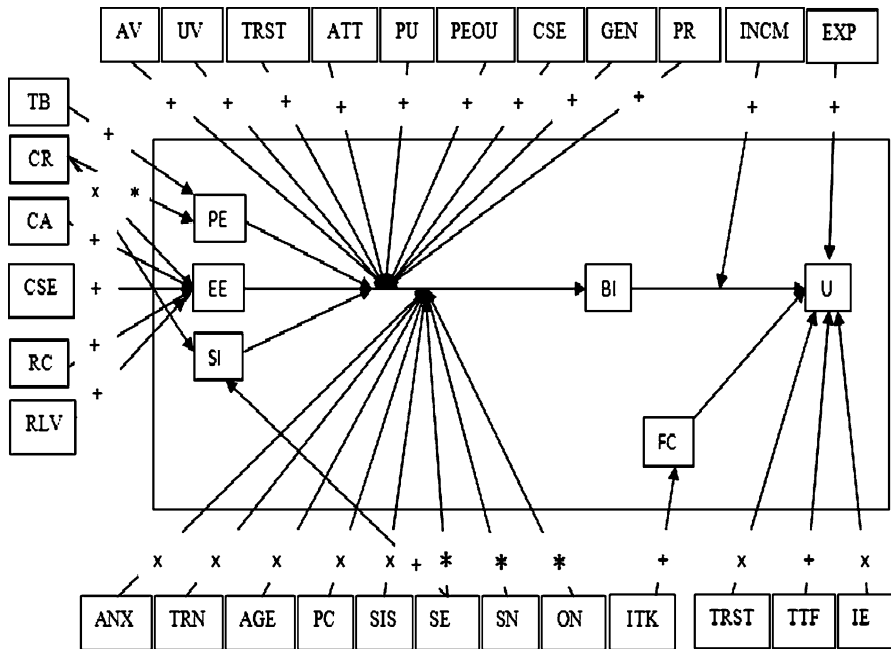 AV UV TRST ATT PU PEOU CSE GEN PR INCM EXP
+ + + + + + + + + + +
TB
+
CR
x *
PE
CA
+
CSE + EE BI U
RC
+
SI
+
RLV
FC
x x x x x + * * * + x + x
ANX TRN AGE PC SIS SE SN ON ITK TRST TTF IE